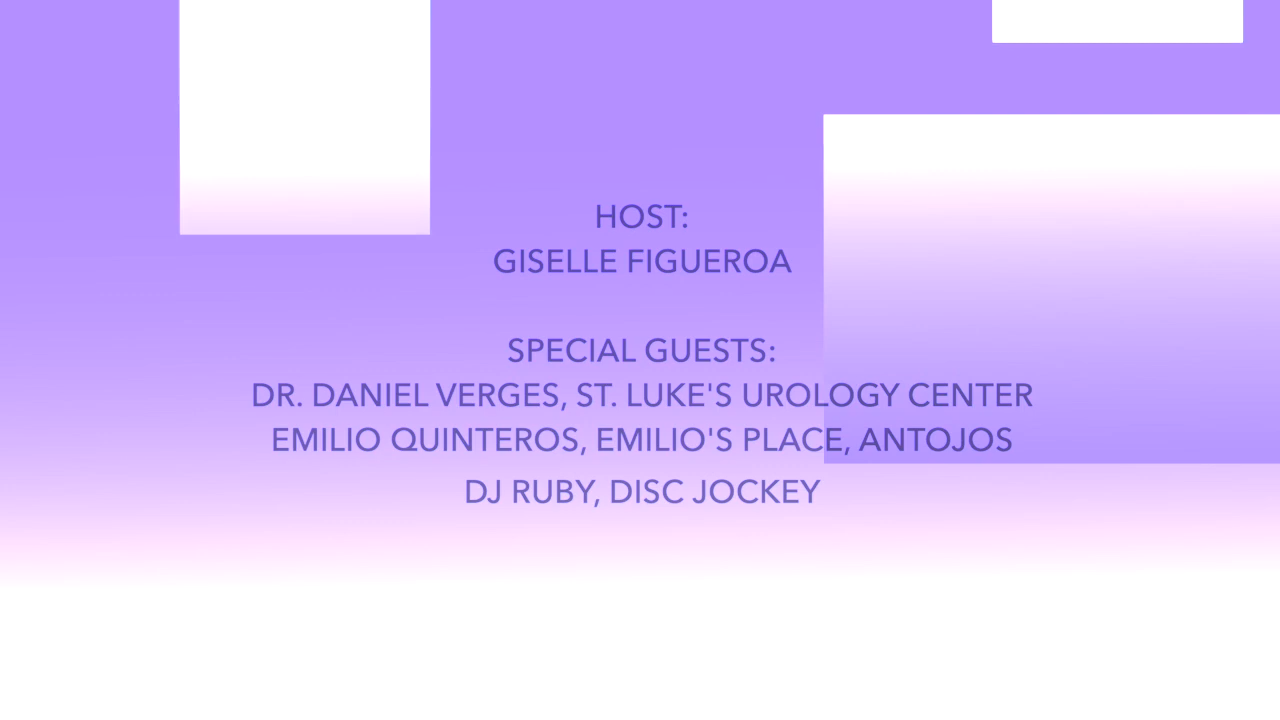 HOST:
GISELLE FIGUEROA
SPECIAL GUESTS:
DR. DANIEL VERGES, ST. LUKE'S UROLOGY CENTER
EMILIO QUINTEROS, EMILIO'S PLACE, ANTOJOS
DJ RUBY, DISC JOCKEY